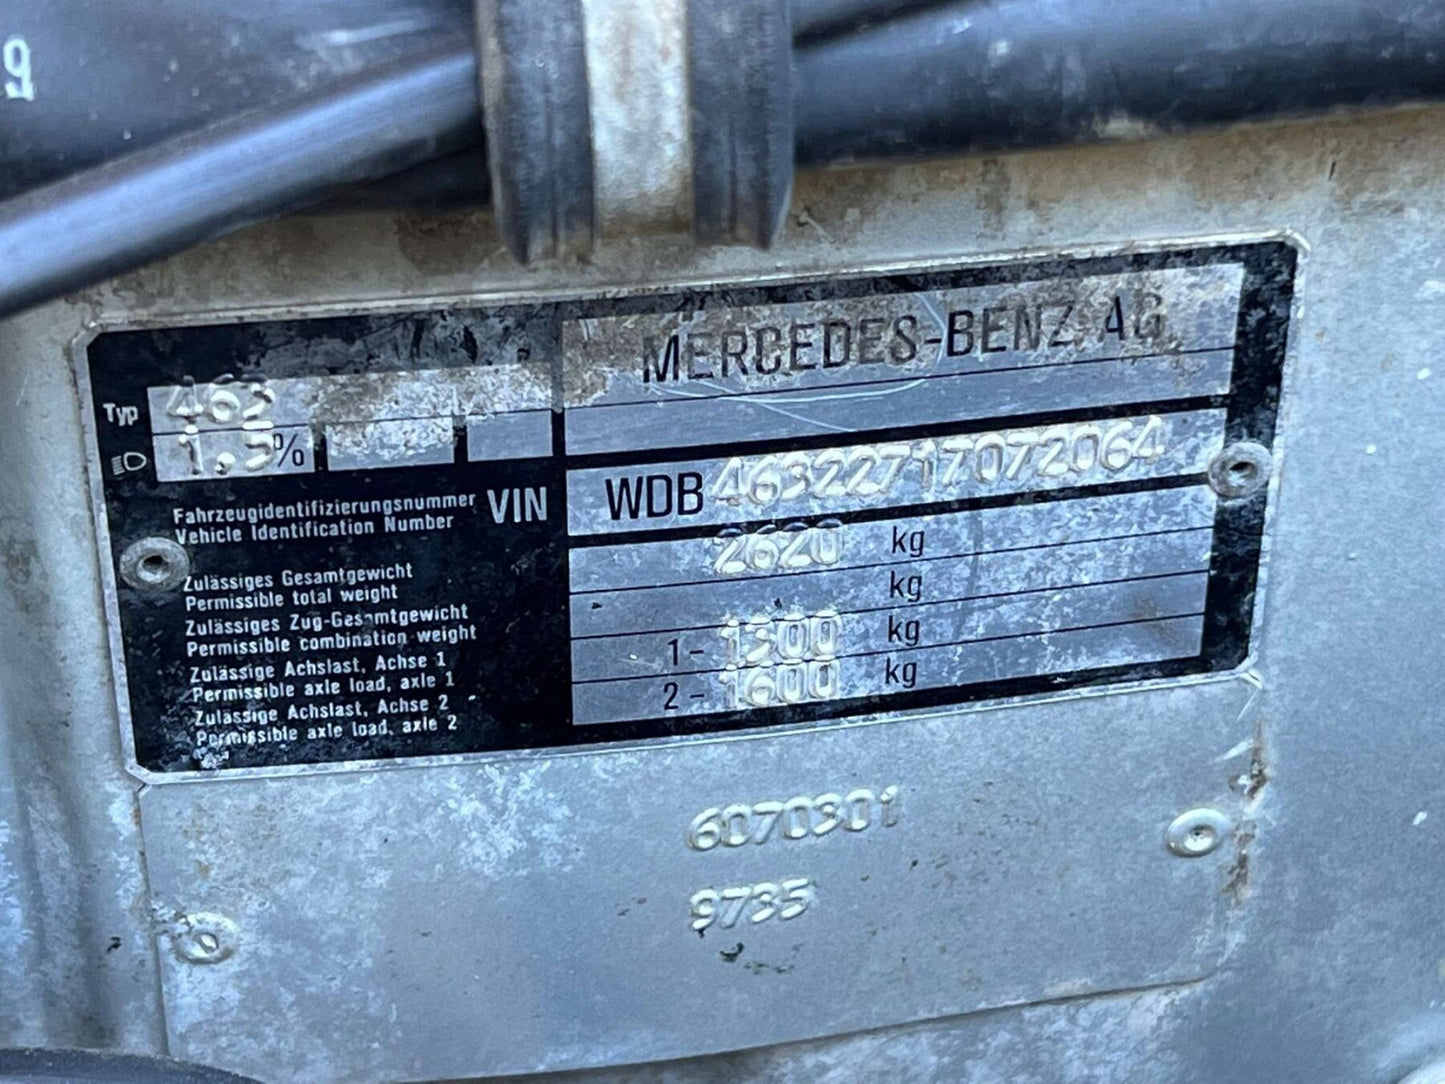 9
MERCEDES-BENZ AG
Typ 463
1,5%
Fahrzeugidentifizierungsnummer
Vehicle Identification Number
VIN WDB 46322717072064
Zulässiges Gesamtgewicht
Permissible total weight
2620 kg
Zulässiges Zug-Gesamtgewicht
Permissible combination weight
kg
Zulässige Achslast, Achse 1
Permissible axle load, axle 1
1- 1300 kg
Zulässige Achslast, Achse 2
Permissible axle load, axle 2
2- 1600 kg
6070301
9735